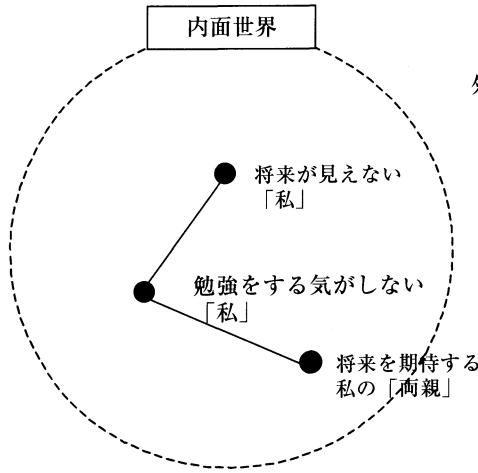 内面世界
将来が見えない
「私」
勉強をする気がしない
「私」
将来を期待する
私の「両親」